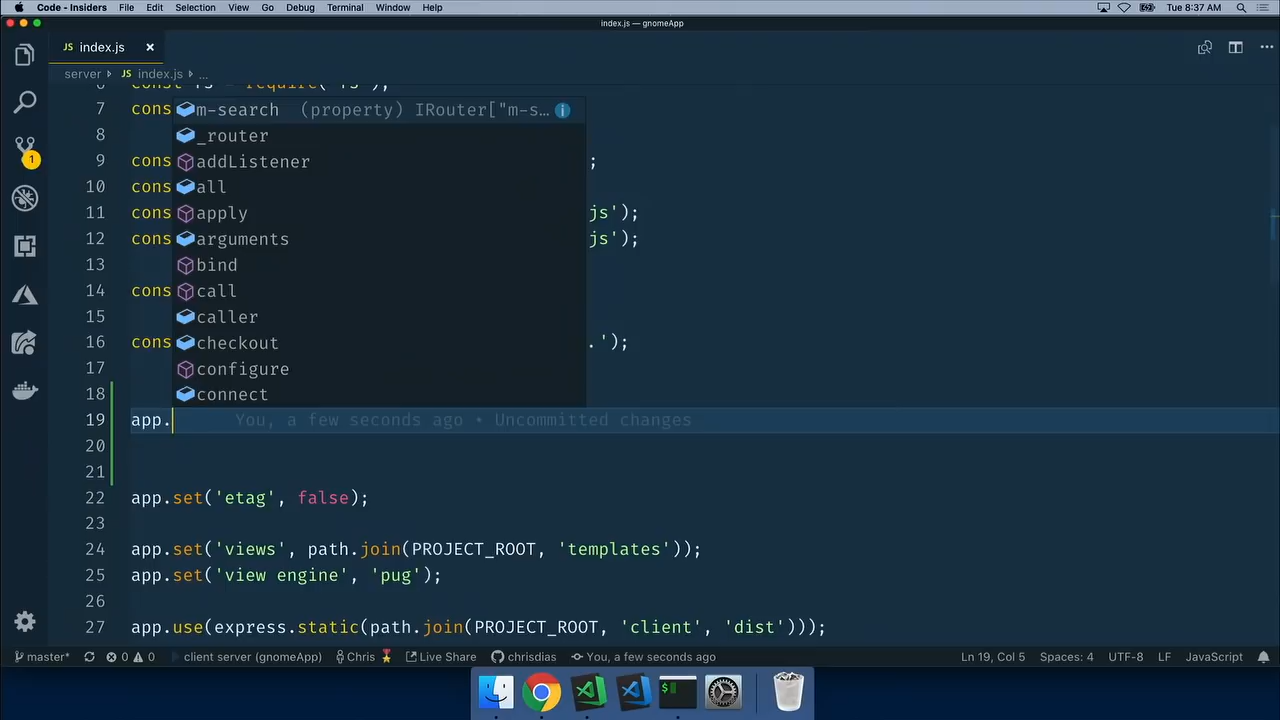 Code - Insiders File Edit Selection View Go Debug Terminal Window Help Tue 8:37 AM
index.js — gnomeApp
JS index.js ×
server › JS index.js › ...
6
7 cons
m-search (property) IRouter["m-s…
8
_router
9 cons ;
addListener
10 cons
all
11 cons js');
apply
12 cons js');
arguments
13
bind
14 cons
call
15
caller
16 cons .');
checkout
17
configure
18
connect
19 app. You, a few seconds ago • Uncommitted changes
20
21
22 app.set('etag', false);
23
24 app.set('views', path.join(PROJECT_ROOT, 'templates'));
25 app.set('view engine', 'pug');
26
27 app.use(express.static(path.join(PROJECT_ROOT, 'client', 'dist')));
1
master* 0 0 client server (gnomeApp) Chris Live Share chrisdias You, a few seconds ago Ln 19, Col 5 Spaces: 4 UTF-8 LF JavaScript
$